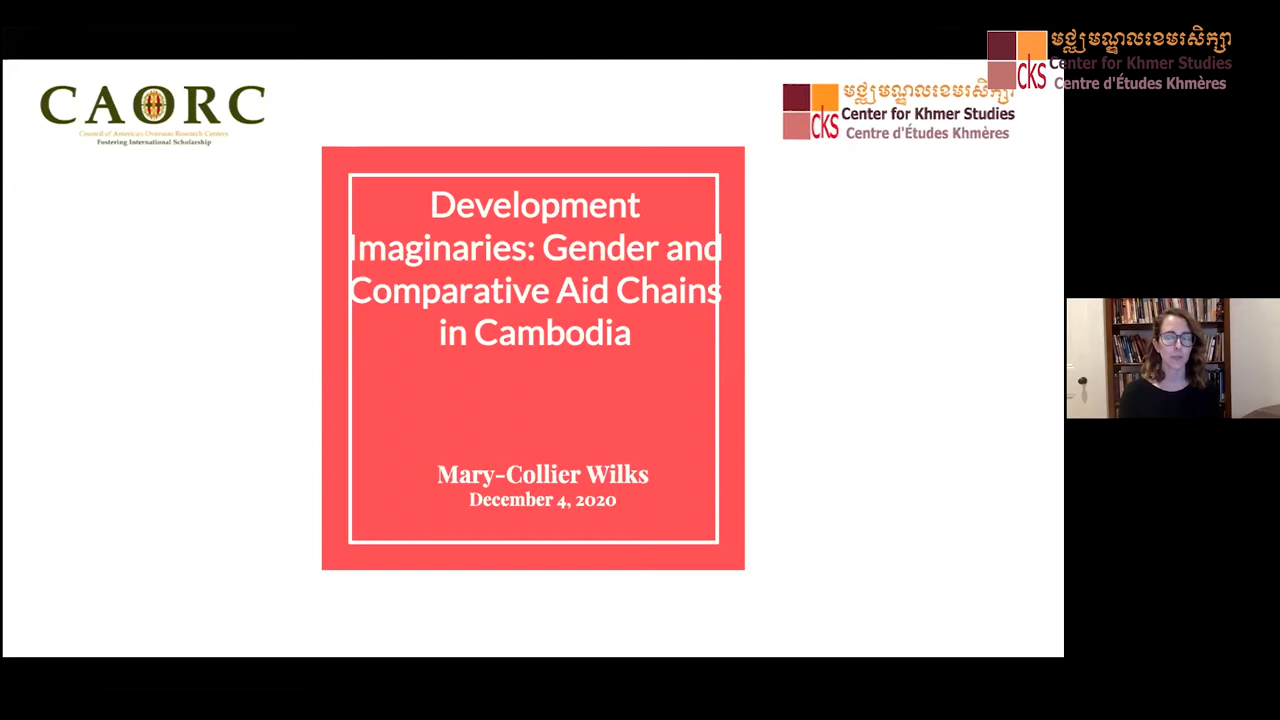 មជ្ឈមណ្ឌលខេមរសិក្សា
Center for Khmer Studies
Centre d'Études Khmères
cks
CAORC
Council of American Overseas Research Centers
Fostering International Scholarship
មជ្ឈមណ្ឌលខេមរសិក្សា
Center for Khmer Studies
Centre d'Études Khmères
cks
Development
Imaginaries: Gender and
Comparative Aid Chains
in Cambodia
Mary-Collier Wilks
December 4, 2020